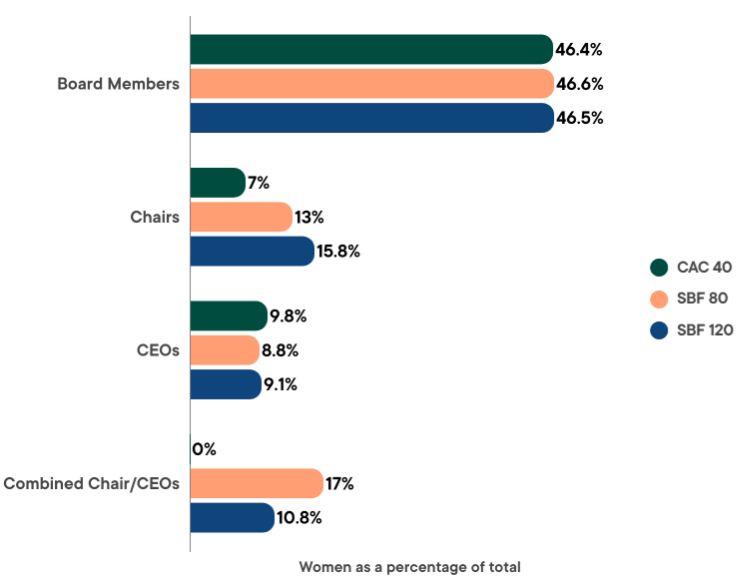 46.4%
Board Members
46.6%
46.5%
7%
Chairs
13%
15.8%
9.8%
CEOs
8.8%
9.1%
0%
Combined Chair/CEOs
17%
10.8%
CAC 40
SBF 80
SBF 120
Women as a percentage of total